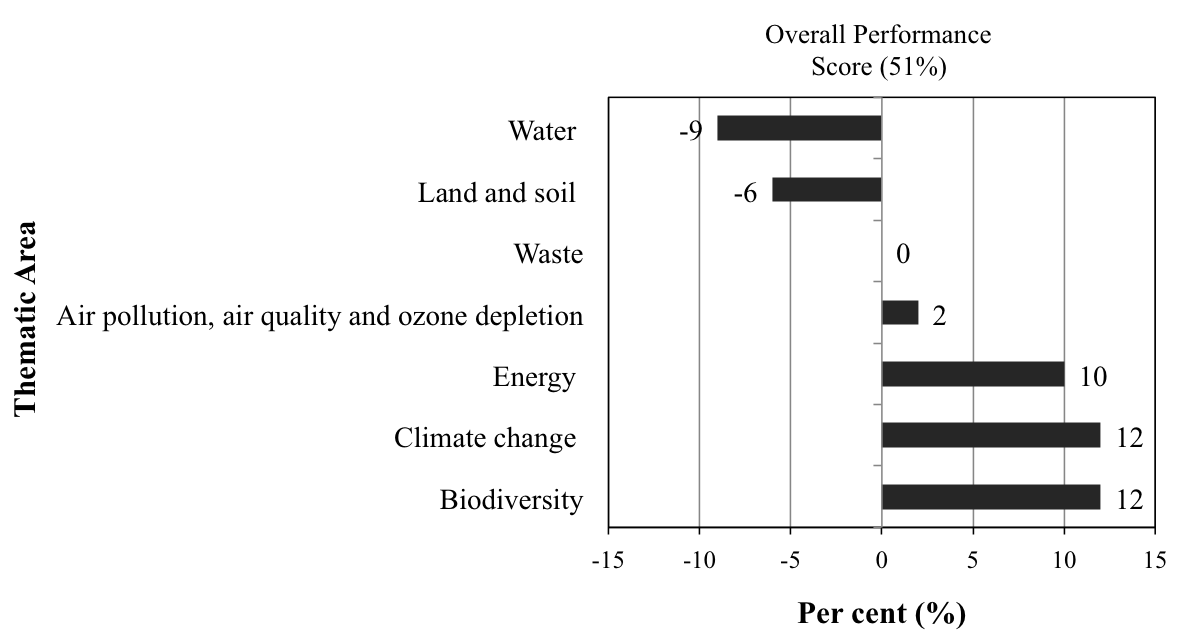 Overall Performance
Score (51%)
Thematic Area
Water -9
Land and soil -6
Waste 0
Air pollution, air quality and ozone depletion 2
Energy 10
Climate change 12
Biodiversity 12
-15 -10 -5 0 5 10 15
Per cent (%)